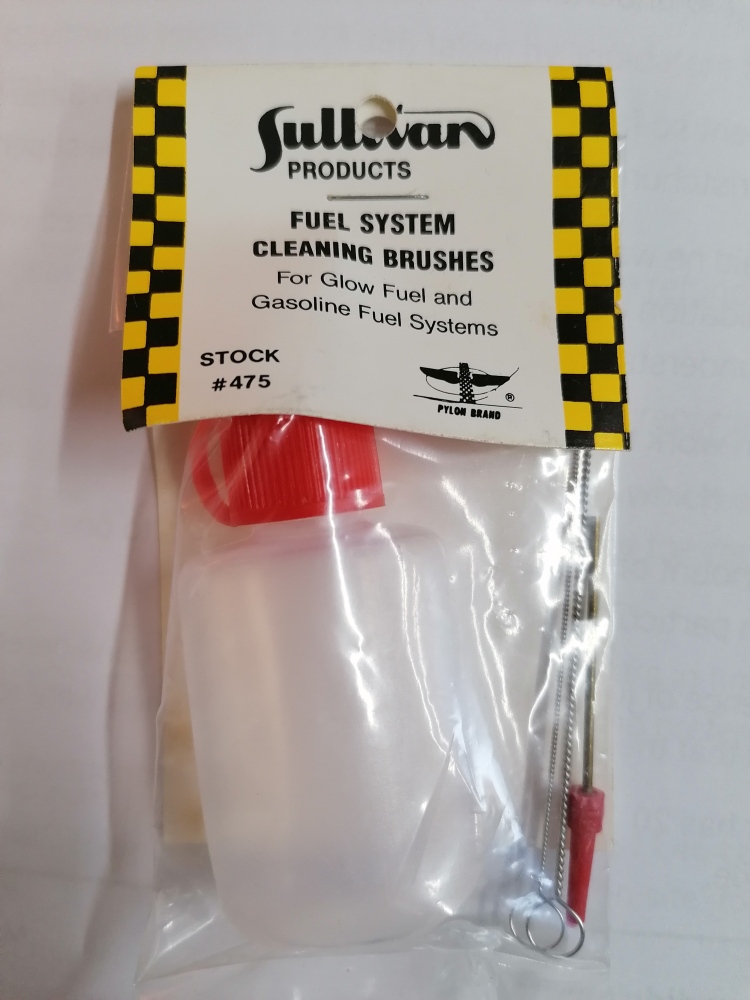 Sullivan
PRODUCTS
FUEL SYSTEM
CLEANING BRUSHES
For Glow Fuel and
Gasoline Fuel Systems
STOCK
#475
®
PYLON BRAND